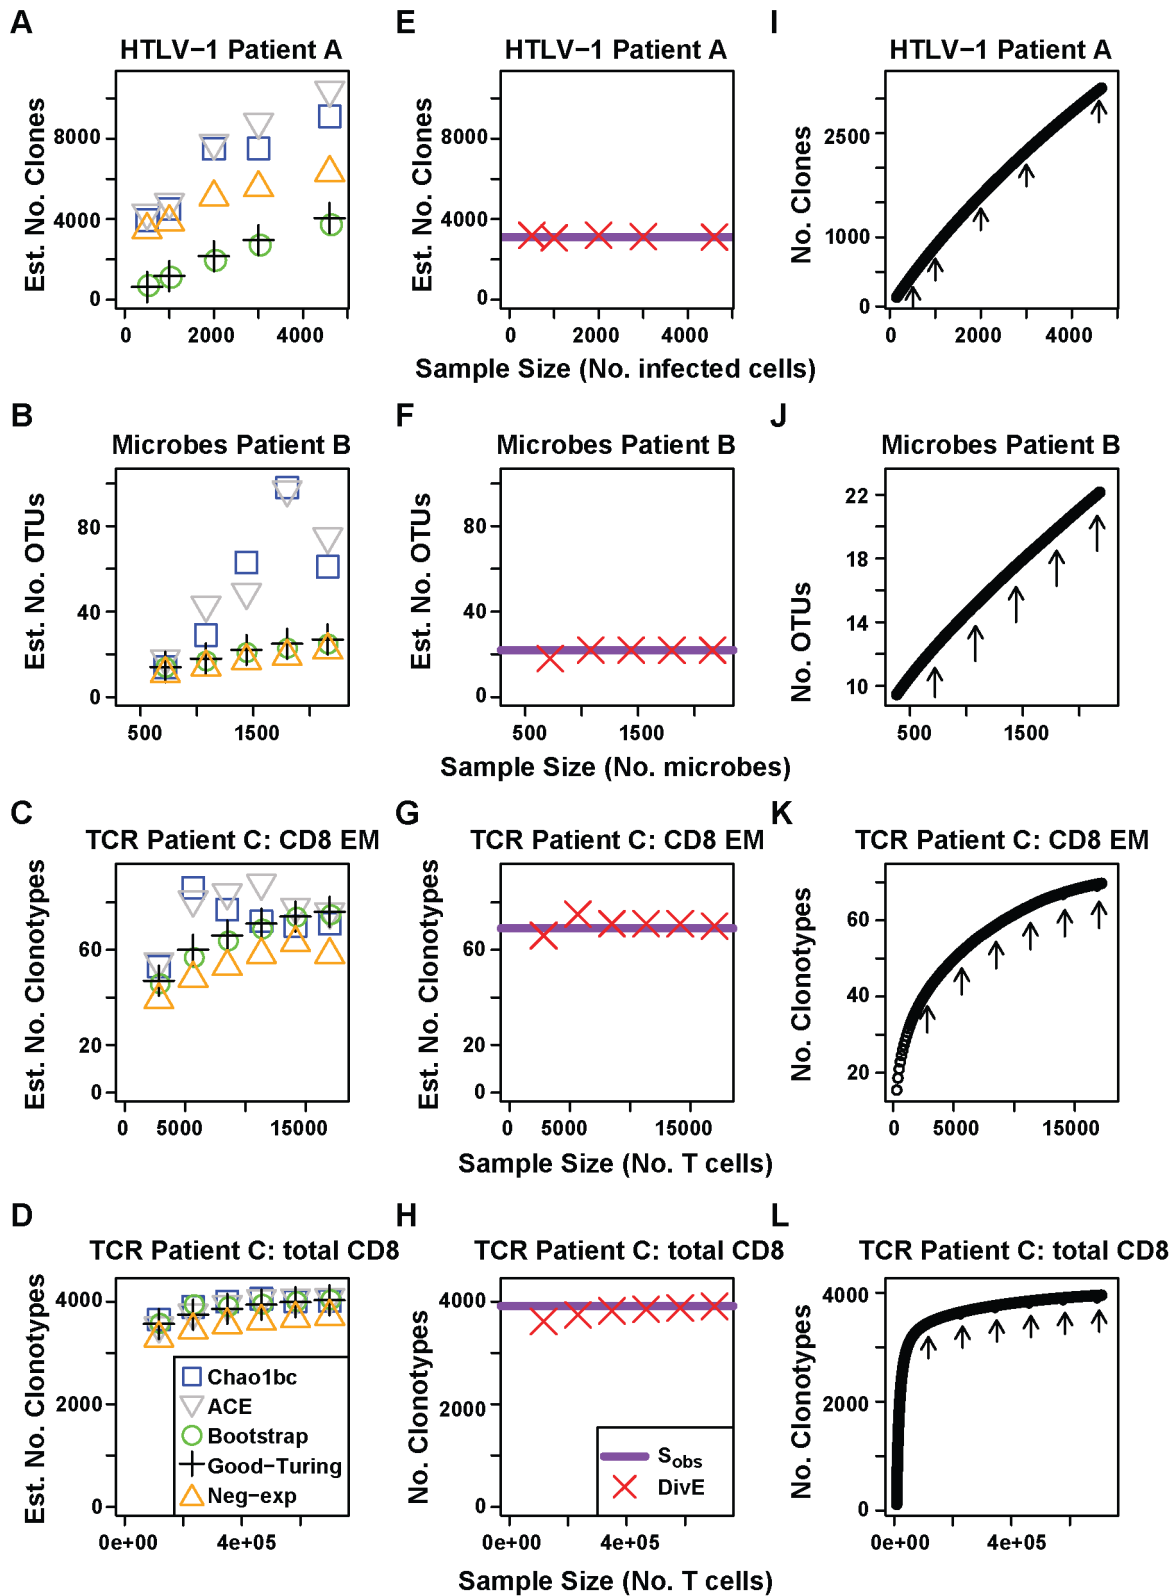 A
HTLV−1 Patient A
Est. No. Clones
8000
4000
0
0 2000 4000
E
HTLV−1 Patient A
Est. No. Clones
8000
4000
0
0 2000 4000
I
HTLV−1 Patient A
No. Clones
2500
1000
0
0 2000 4000
Sample Size (No. infected cells)
B
Microbes Patient B
Est. No. OTUs
80
40
0
500 1500
F
Microbes Patient B
Est. No. OTUs
80
40
0
500 1500
J
Microbes Patient B
No. OTUs
22
18
14
10
500 1500
Sample Size (No. microbes)
C
TCR Patient C: CD8 EM
Est. No. Clonotypes
60
20
0
0 5000 15000
G
TCR Patient C: CD8 EM
Est. No. Clonotypes
60
20
0
0 5000 15000
K
TCR Patient C: CD8 EM
No. Clonotypes
60
40
20
0 5000 15000
Sample Size (No. T cells)
D
TCR Patient C: total CD8
Est. No. Clonotypes
4000
2000
0
Chao1bc
ACE
Bootstrap
Good−Turing
Neg−exp
0e+00 4e+05
H
TCR Patient C: total CD8
No. Clonotypes
4000
2000
0
Sobs
DivE
0e+00 4e+05
L
TCR Patient C: total CD8
No. Clonotypes
4000
2000
0
0e+00 4e+05
Sample Size (No. T cells)